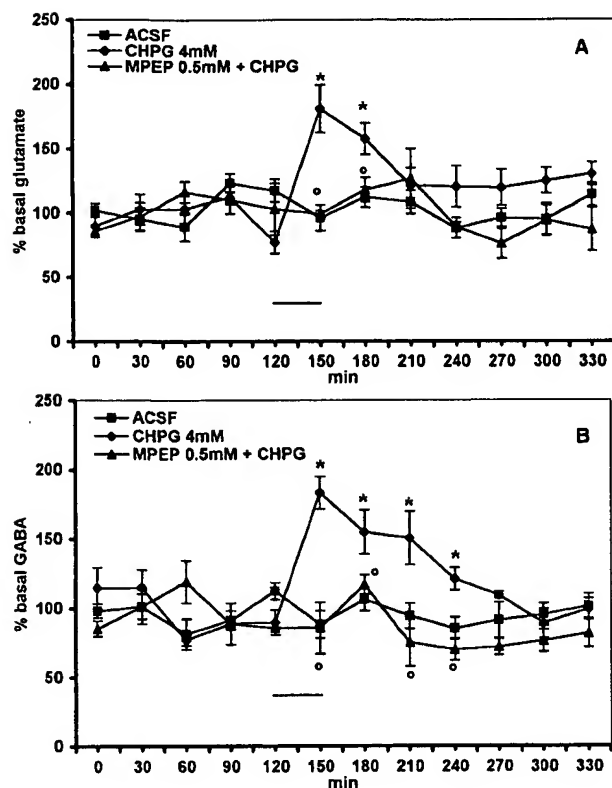 250
200
150
100
50
0
% basal glutamate
ACSF
CHPG 4mM
MPEP 0.5mM + CHPG
A
* *
° °
0 30 60 90 120 150 180 210 240 270 300 330
min
250
200
150
100
50
0
% basal GABA
ACSF
CHPG 4mM
MPEP 0.5mM + CHPG
B
* * * *
° ° ° °
0 30 60 90 120 150 180 210 240 270 300 330
min